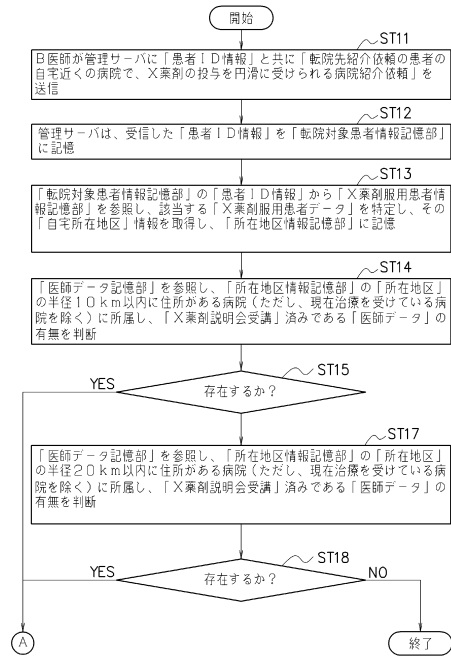 開始
ST11
B医師が管理サーバに「患者ID情報」と共に「転院先紹介依頼の患者の
自宅近くの病院で、X薬剤の投与を円滑に受けられる病院紹介依頼」を
送信
ST12
管理サーバは、受信した「患者ID情報」を「転院対象患者情報記憶部」
に記憶
ST13
「転院対象患者情報記憶部」の「患者ID情報」から「X薬剤服用患者情
報記憶部」を参照し、該当する「X薬剤服用患者データ」を特定し、その
「自宅所在地区」情報を取得し、「所在地区情報記憶部」に記憶
ST14
「医師データ記憶部」を参照し、「所在地区情報記憶部」の「所在地区」
の半径10km以内に住所がある病院（ただし、現在治療を受けている病
院を除く）に所属し、「X薬剤説明会受講」済みである「医師データ」の
有無を判断
ST15
YES
存在するか？
ST17
「医師データ記憶部」を参照し、「所在地区情報記憶部」の「所在地区」
の半径20km以内に住所がある病院（ただし、現在治療を受けている病
院を除く）に所属し、「X薬剤説明会受講」済みである「医師データ」の
有無を判断
ST18
YES
存在するか？
NO
A
終了